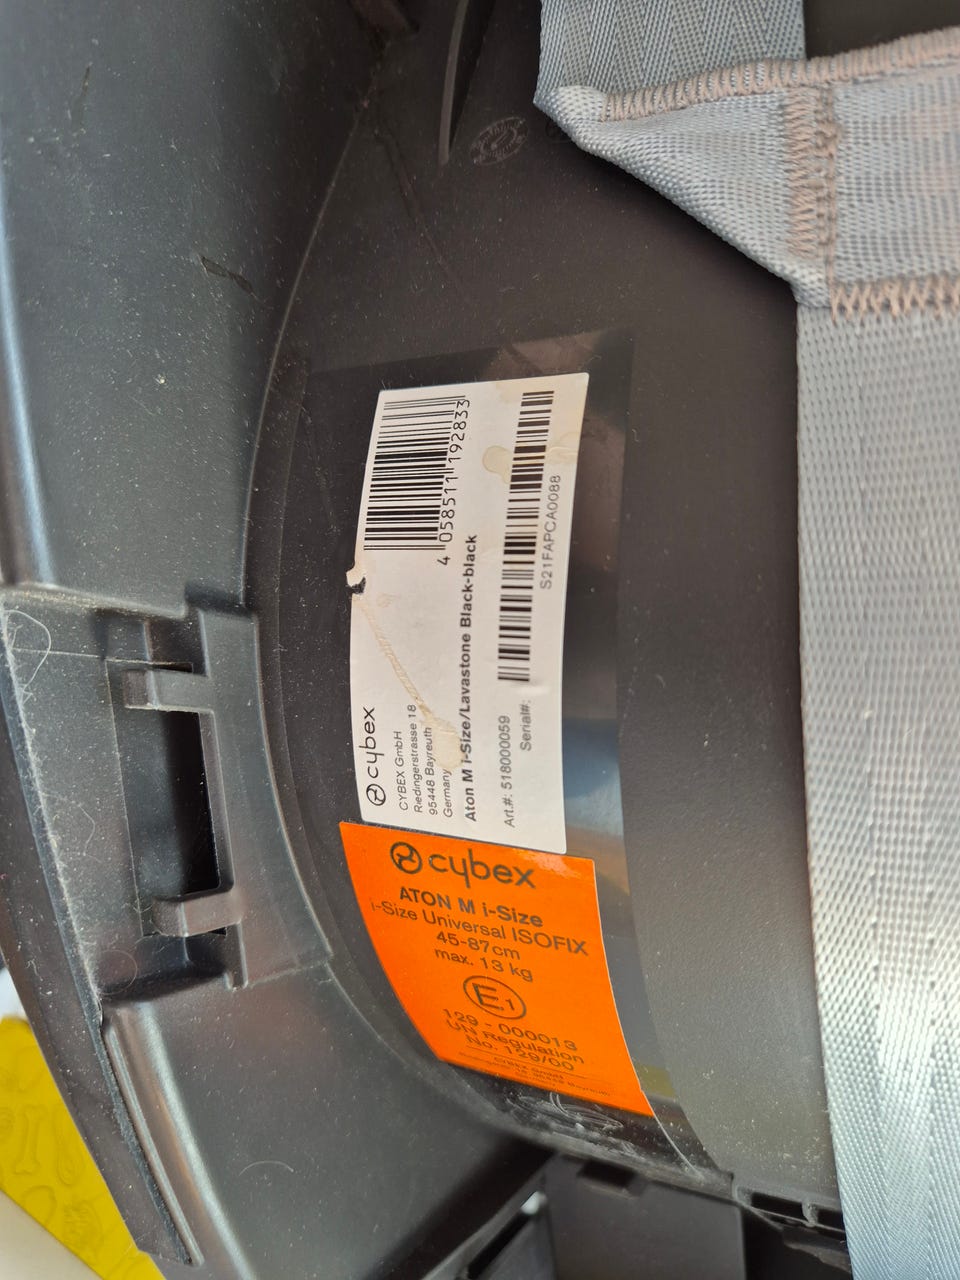 cybex
CYBEX GmbH
Riedingerstrasse 18
95448 Bayreuth
Germany
4 058511 192833
Aton M i-Size/Lavastone Black-black
Art.#: 518000059
Serial#:
S21FAPCA0088
cybex
ATON M i-Size
i-Size Universal ISOFIX
45-87cm
max. 13 kg
E1
129 - 000013
UN Regulation
No. 129/00
CYBEX GmbH